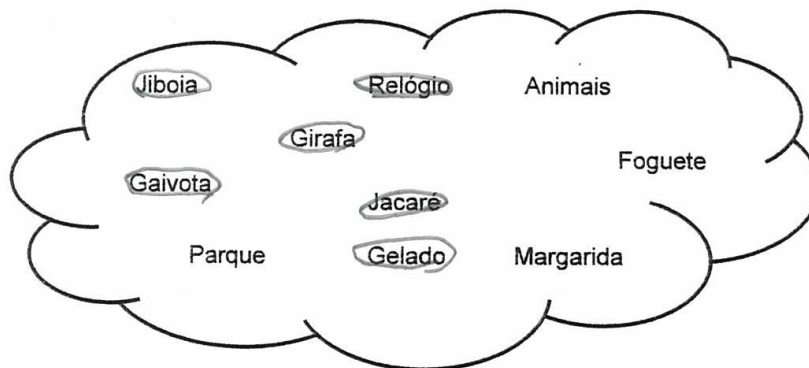 Jiboia Relógio Animais
Girafa
Foguete
Gaivota
Jacaré
Parque Gelado Margarida